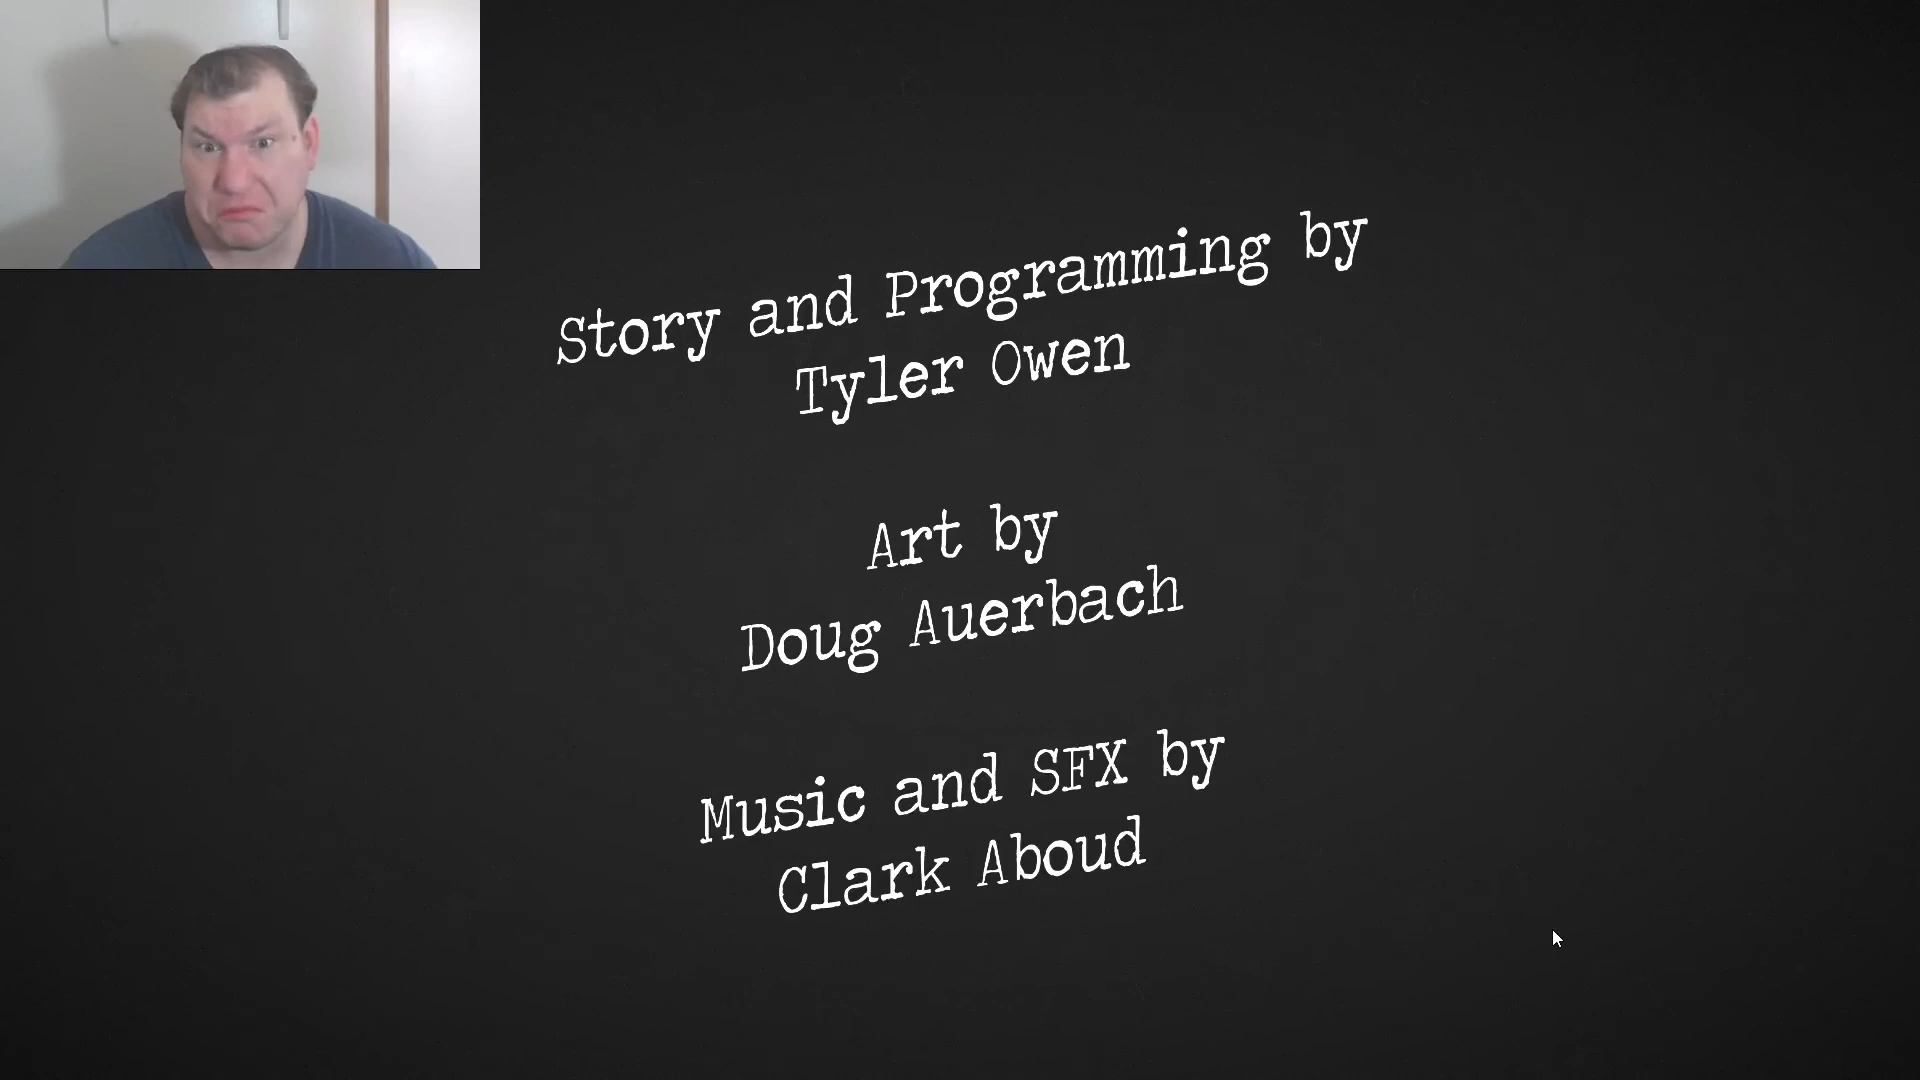 Story and Programming by
Tyler Owen
Art by
Doug Auerbach
Music and SFX by
Clark Aboud